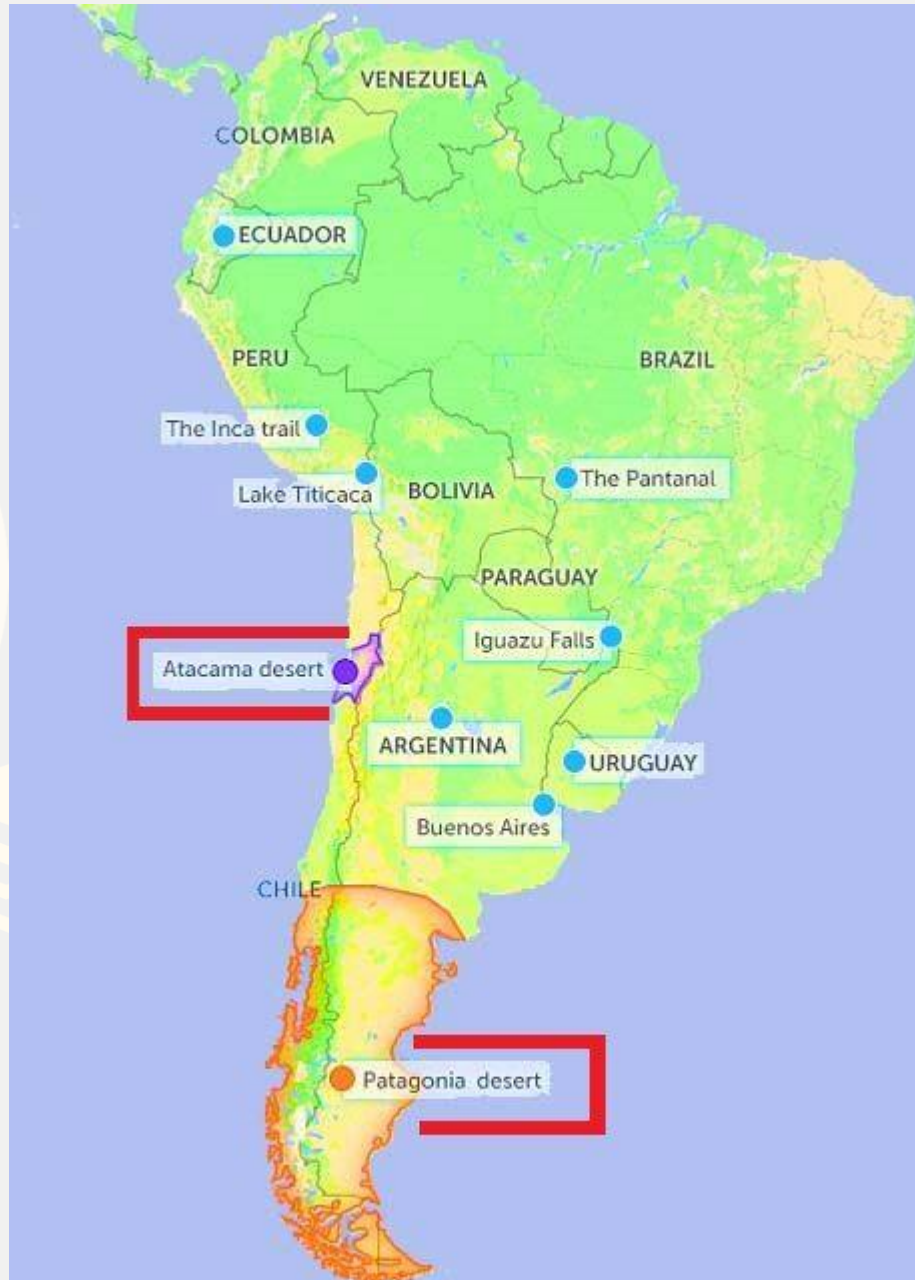 VENEZUELA
COLOMBIA
ECUADOR
PERU
BRAZIL
The Inca trail
Lake Titicaca
BOLIVIA
The Pantanal
PARAGUAY
Iguazu Falls
Atacama desert
ARGENTINA
URUGUAY
Buenos Aires
CHILE
Patagonia desert